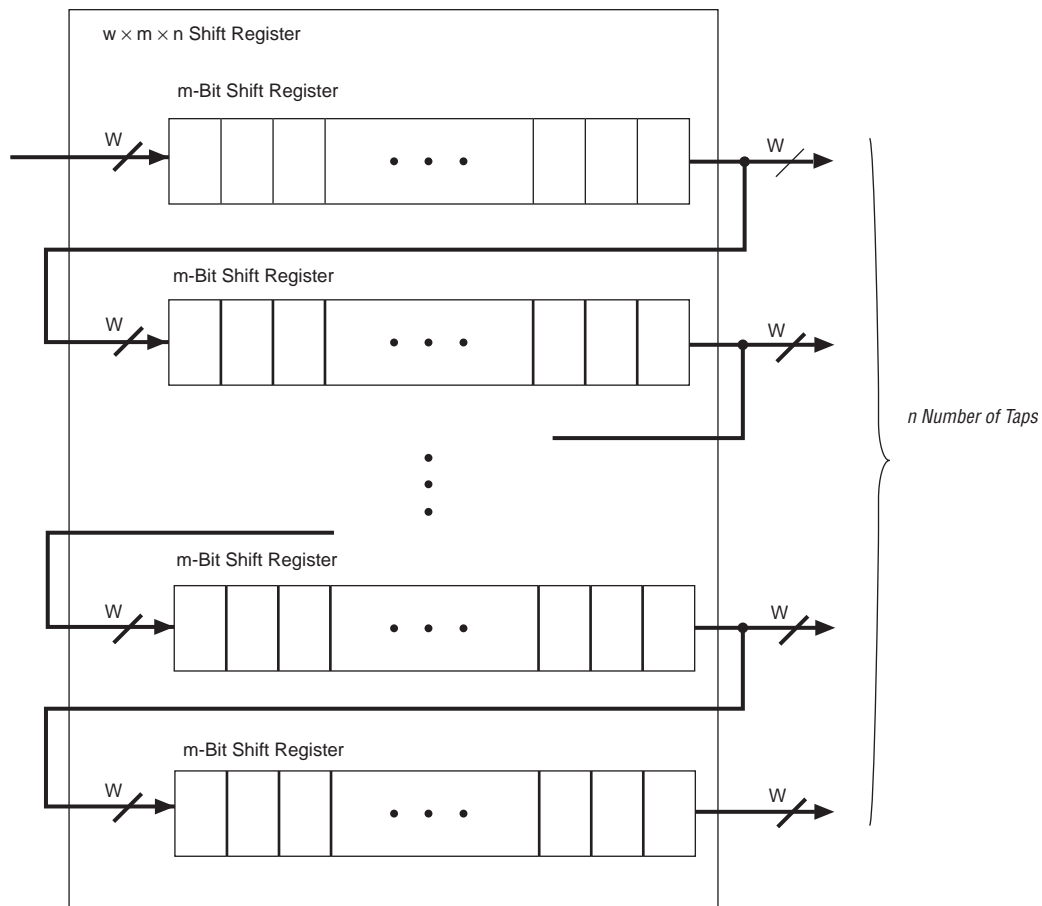 w × m × n Shift Register
m-Bit Shift Register
W
W
m-Bit Shift Register
W
W
n Number of Taps
m-Bit Shift Register
W
W
m-Bit Shift Register
W
W